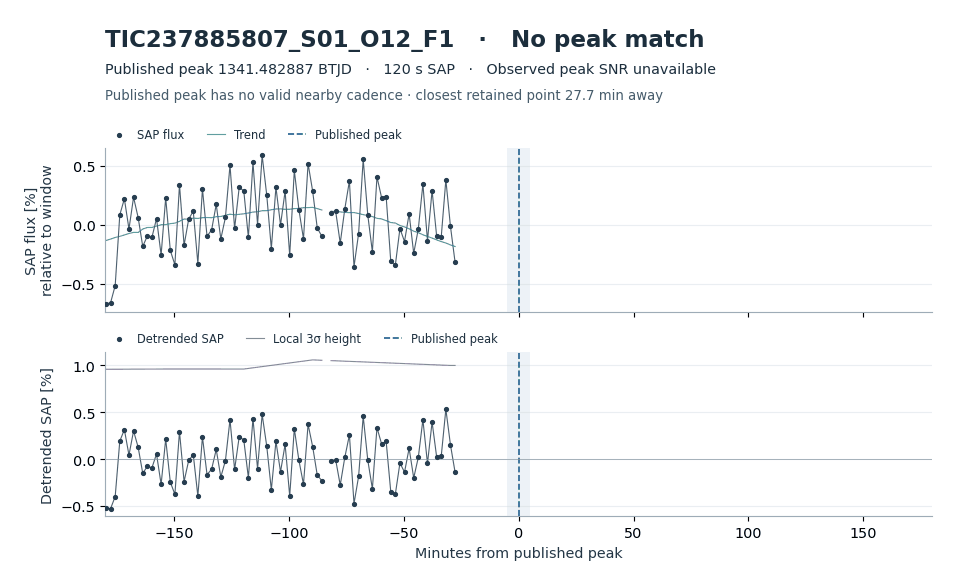 TIC237885807_S01_O12_F1 · No peak match
Published peak 1341.482887 BTJD · 120 s SAP · Observed peak SNR unavailable
Published peak has no valid nearby cadence · closest retained point 27.7 min away
SAP flux Trend Published peak
SAP flux [%]
relative to window
0.5
0.0
−0.5
Detrended SAP Local 3σ height Published peak
Detrended SAP [%]
1.0
0.5
0.0
−0.5
−150 −100 −50 0 50 100 150
Minutes from published peak